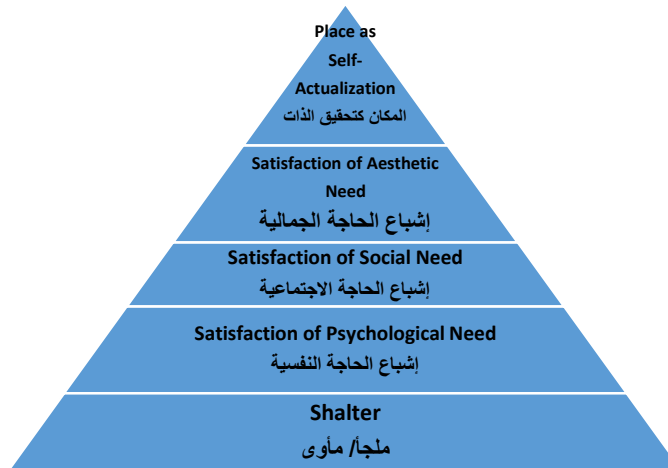 Place as
Self-
Actualization
المكان كتحقيق الذات
Satisfaction of Aesthetic
Need
إشباع الحاجة الجمالية
Satisfaction of Social Need
إشباع الحاجة الاجتماعية
Satisfaction of Psychological Need
إشباع الحاجة النفسية
Shalter
ملجأ/ مأوى